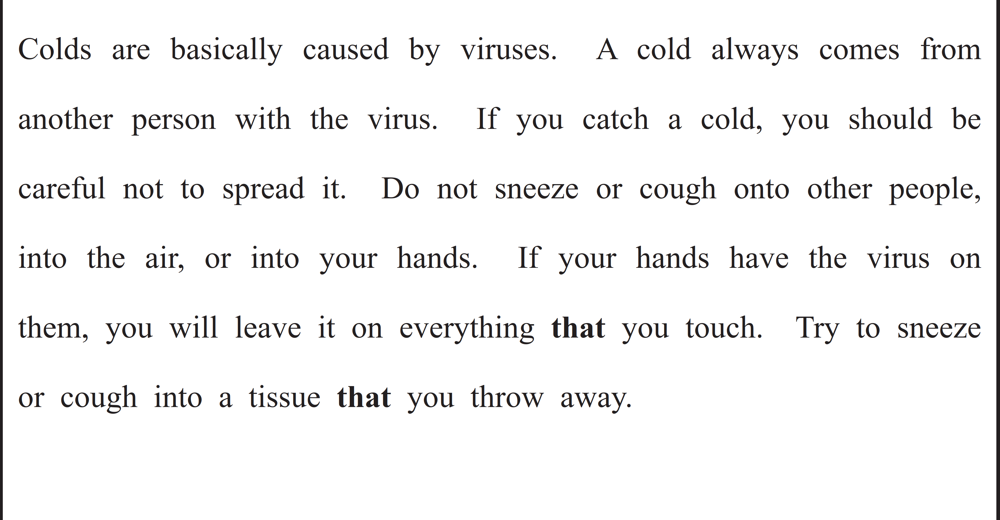 Colds are basically caused by viruses. A cold always comes from
another person with the virus. If you catch a cold, you should be
careful not to spread it. Do not sneeze or cough onto other people,
into the air, or into your hands. If your hands have the virus on
them, you will leave it on everything that you touch. Try to sneeze
or cough into a tissue that you throw away.